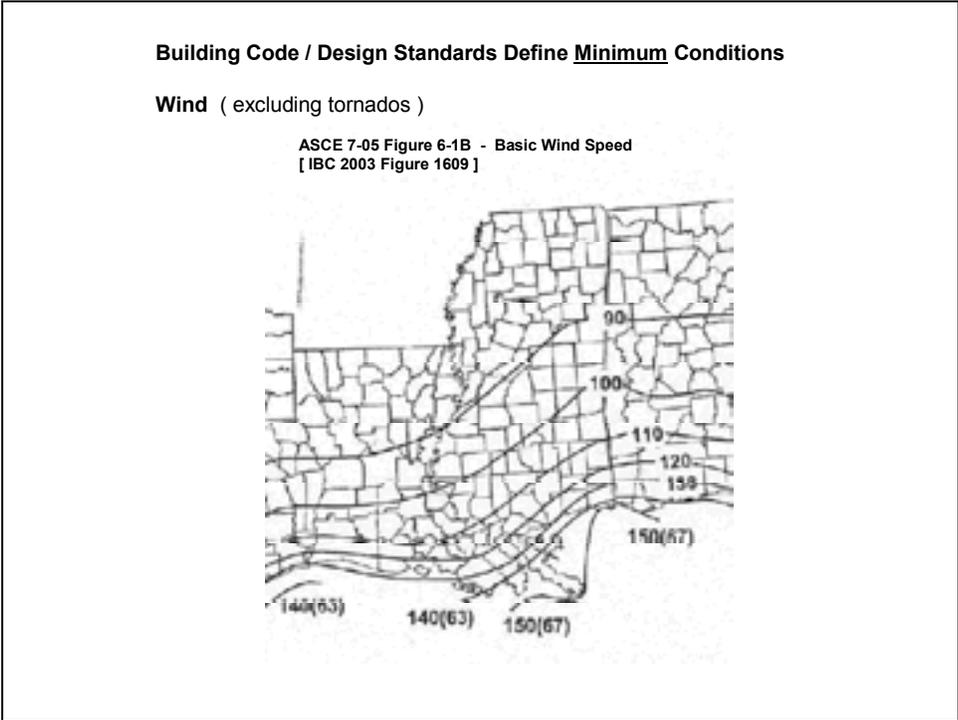 Building Code / Design Standards Define Minimum Conditions
Wind ( excluding tornados )
ASCE 7-05 Figure 6-1B - Basic Wind Speed
[ IBC 2003 Figure 1609 ]
90
100
110
120
150(67)
140(63)
140(63)
150(67)